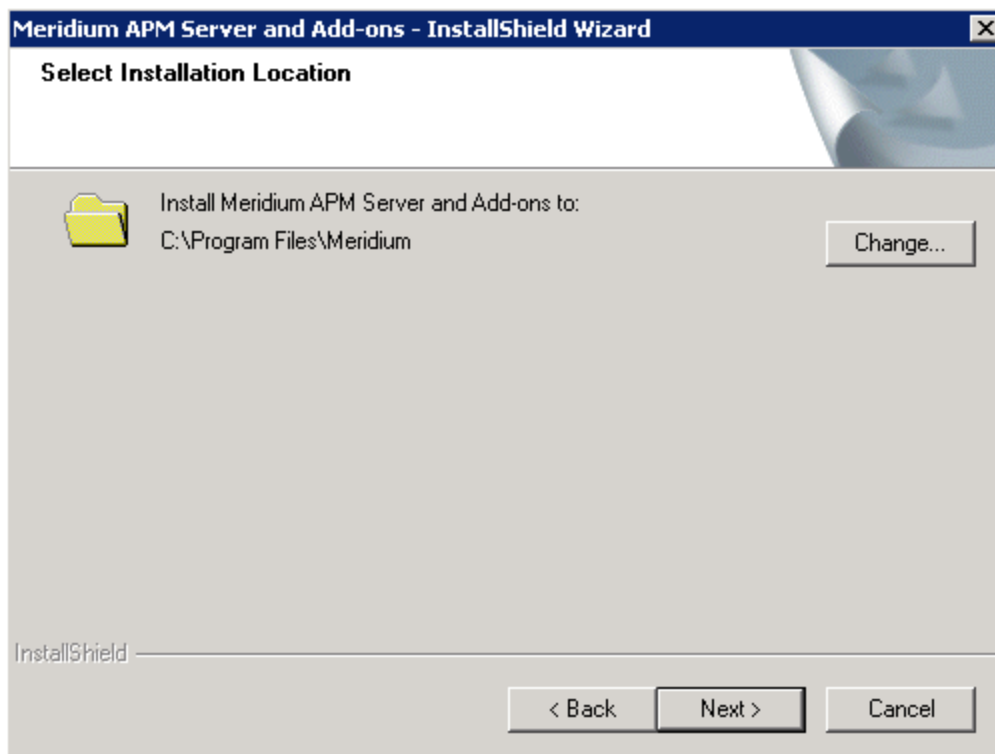 Meridium APM Server and Add-ons - InstallShield Wizard
Select Installation Location
Install Meridium APM Server and Add-ons to:
C:\Program Files\Meridium
Change...
InstallShield
< Back
Next >
Cancel